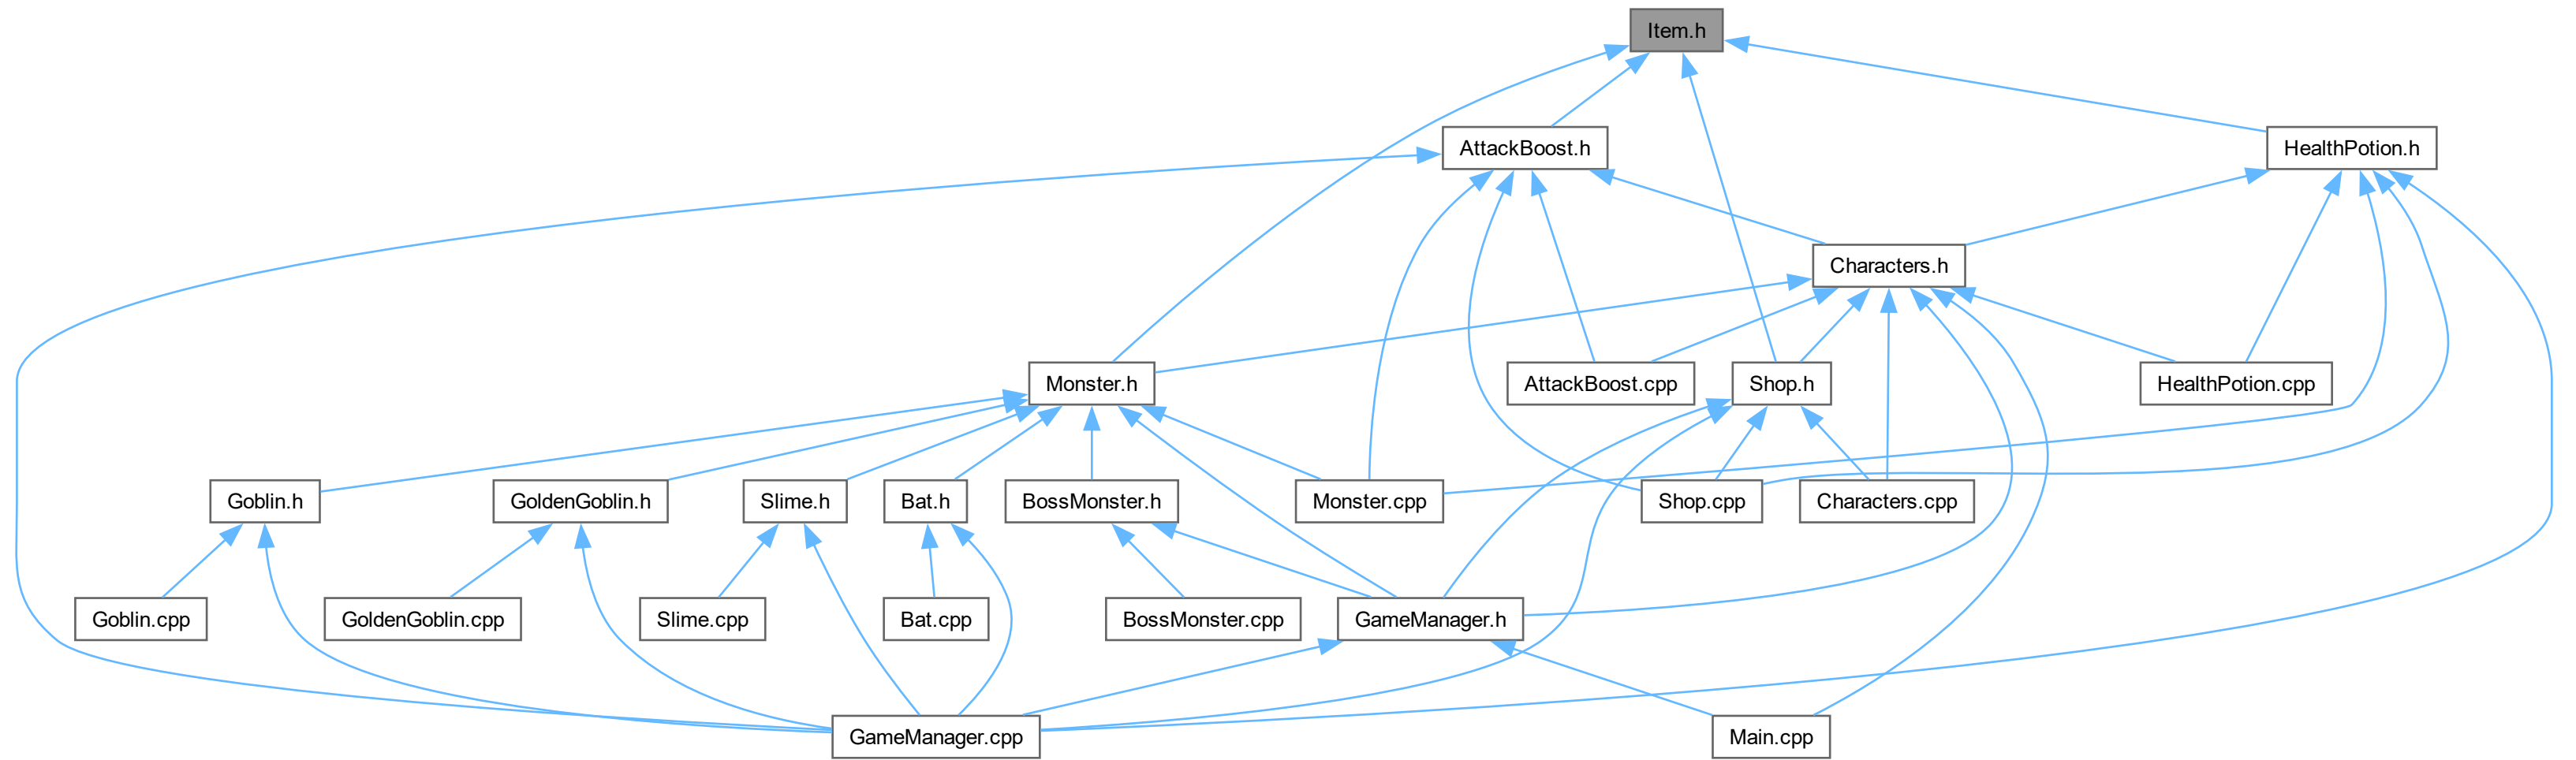 Item.h
AttackBoost.h
HealthPotion.h
Characters.h
Monster.h
AttackBoost.cpp
Shop.h
HealthPotion.cpp
Goblin.h
GoldenGoblin.h
Slime.h
Bat.h
BossMonster.h
Monster.cpp
Shop.cpp
Characters.cpp
Goblin.cpp
GoldenGoblin.cpp
Slime.cpp
Bat.cpp
BossMonster.cpp
GameManager.h
GameManager.cpp
Main.cpp